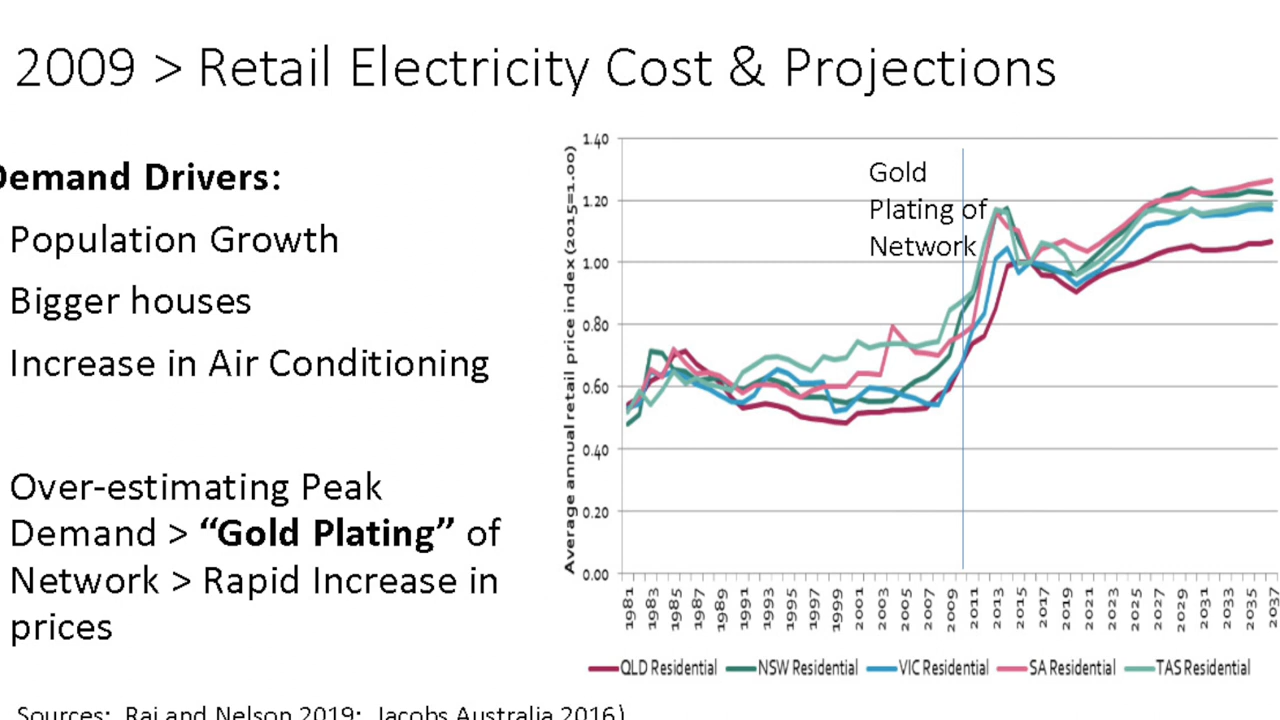 2009 > Retail Electricity Cost & Projections
Demand Drivers:
Population Growth
Bigger houses
Increase in Air Conditioning
Over-estimating Peak
Demand > “Gold Plating” of
Network > Rapid Increase in
prices
Average annual retail price index (2015=1.00)
1.40
1.20
1.00
0.80
0.60
0.40
0.20
0.00
Gold
Plating of
Network
1981 1983 1985 1987 1989 1991 1993 1995 1997 1999 2001 2003 2005 2007 2009 2011 2013 2015 2017 2019 2021 2023 2025 2027 2029 2031 2033 2035 2037
QLD Residential NSW Residential VIC Residential SA Residential TAS Residential
Sources: Rai and Nelson 2019; Jacobs Australia 2016)